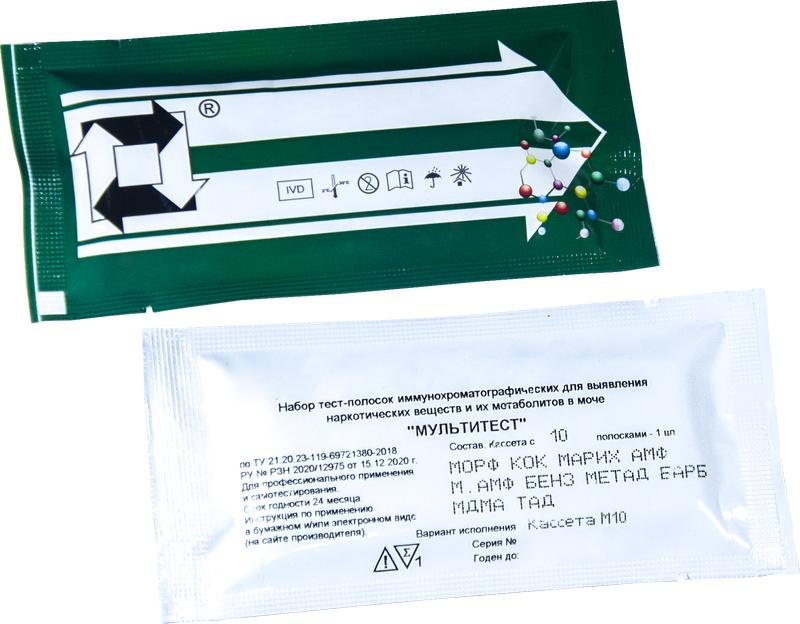 ®
IVD
Набор тест-полосок иммунохроматографических для выявления
наркотических веществ и их метаболитов в моче
"МУЛЬТИТЕСТ"
по ТУ 21.20.23-119-69721380-2018
РУ № РЗН 2020/12975 от 15.12 2020 г.
Для профессионального применения
и самотестирования.
Срок годности 24 месяца
Инструкция по применению
в бумажном и/или электронном виде
(на сайте производителя).
Состав. Кассета с 10 полосками - 1 шт
МОРФ КОК МАРИХ АМФ
М.АМФ БЕНЗ МЕТАД БАРБ
МДМА ТАД
Вариант исполнения Кассета М10
Серия №
Годен до:
Σ
1